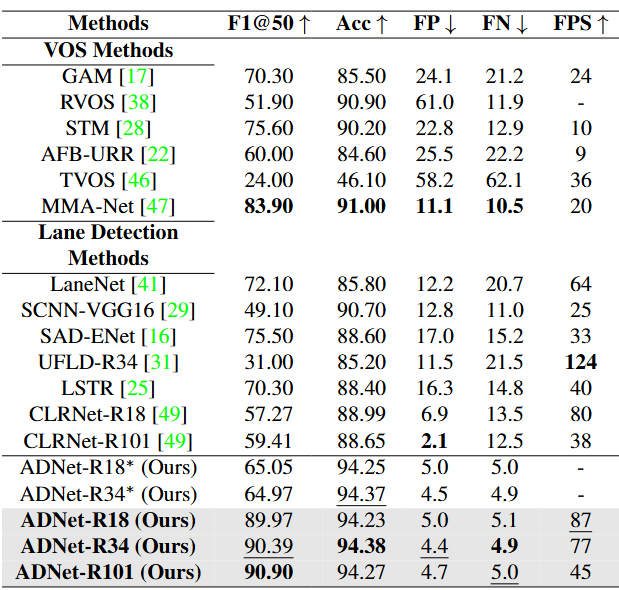 Methods F1@50 ↑ Acc ↑ FP ↓ FN ↓ FPS ↑
VOS Methods
GAM [17] 70.30 85.50 24.1 21.2 24
RVOS [38] 51.90 90.90 61.0 11.9 -
STM [28] 75.60 90.20 22.8 12.9 10
AFB-URR [22] 60.00 84.60 25.5 22.2 9
TVOS [46] 24.00 46.10 58.2 62.1 36
MMA-Net [47] 83.90 91.00 11.1 10.5 20
Lane Detection
Methods
LaneNet [41] 72.10 85.80 12.2 20.7 64
SCNN-VGG16 [29] 49.10 90.70 12.8 11.0 25
SAD-ENet [16] 75.50 88.60 17.0 15.2 33
UFLD-R34 [31] 31.00 85.20 11.5 21.5 124
LSTR [25] 70.30 88.40 16.3 14.8 40
CLRNet-R18 [49] 57.27 88.99 6.9 13.5 80
CLRNet-R101 [49] 59.41 88.65 2.1 12.5 38
ADNet-R18* (Ours) 65.05 94.25 5.0 5.0 -
ADNet-R34* (Ours) 64.97 94.37 4.5 4.9 -
ADNet-R18 (Ours) 89.97 94.23 5.0 5.1 87
ADNet-R34 (Ours) 90.39 94.38 4.4 4.9 77
ADNet-R101 (Ours) 90.90 94.27 4.7 5.0 45